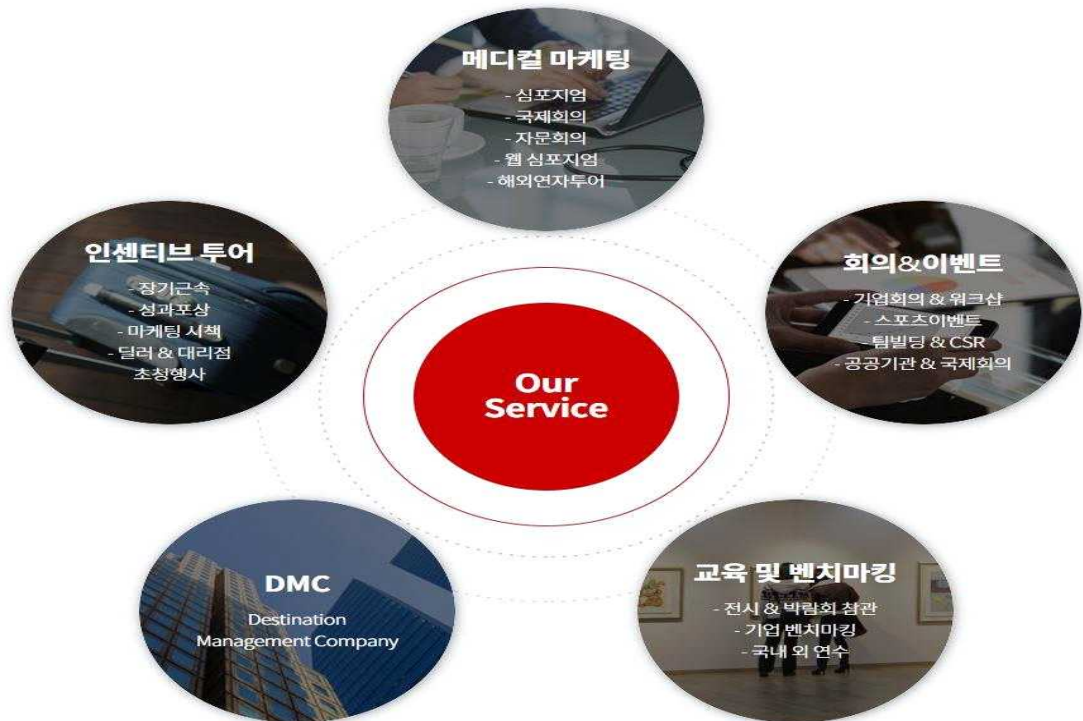 메디컬 마케팅
- 심포지엄
- 국제회의
- 자문회의
- 웹 심포지엄
- 해외연자투어
인센티브 투어
- 장기근속
- 성과포상
- 마케팅 시책
- 딜러 & 대리점
초청행사
회의&이벤트
- 기업회의 & 워크샵
- 스포츠이벤트
- 팀빌딩 & CSR
- 공공기관 & 국제회의
Our
Service
DMC
Destination
Management Company
교육 및 벤치마킹
- 전시 & 박람회 참관
- 기업 벤치마킹
- 국내 외 연수